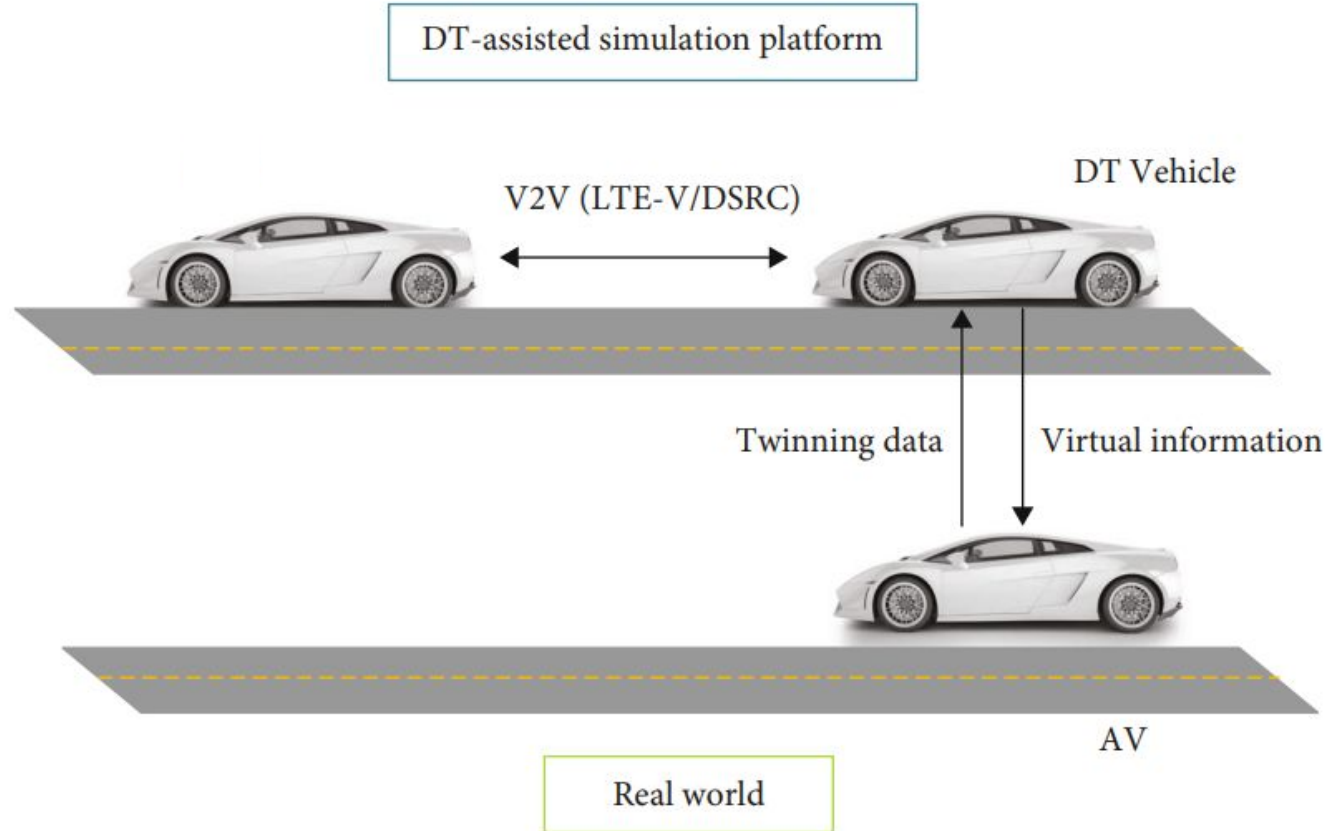 DT-assisted simulation platform
DT Vehicle
V2V (LTE-V/DSRC)
Twinning data
Virtual information
AV
Real world